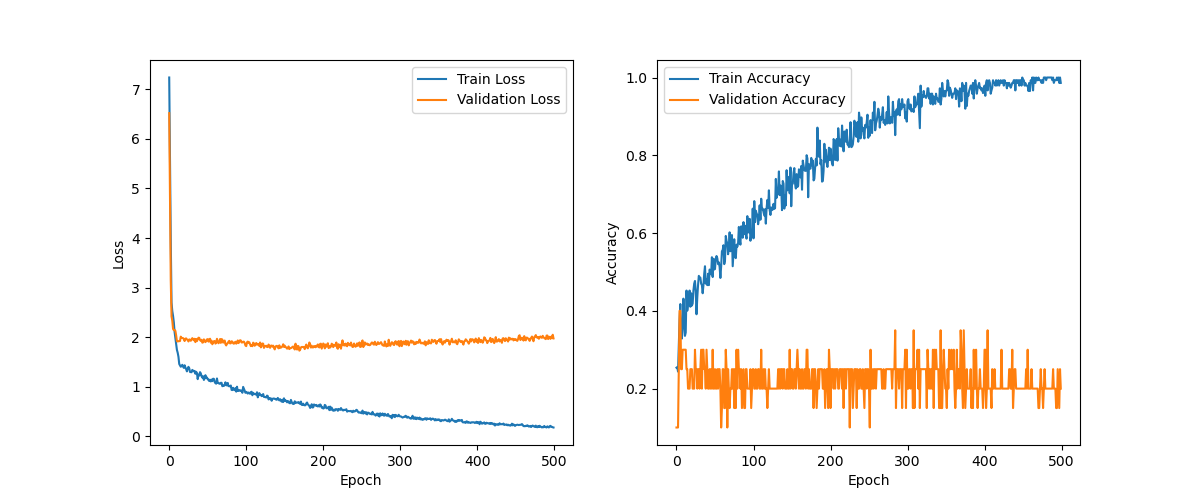 Train Loss
Validation Loss
7
6
5
4
3
2
1
0
Loss
0 100 200 300 400 500
Epoch
Train Accuracy
Validation Accuracy
1.0
0.8
0.6
0.4
0.2
Accuracy
0 100 200 300 400 500
Epoch